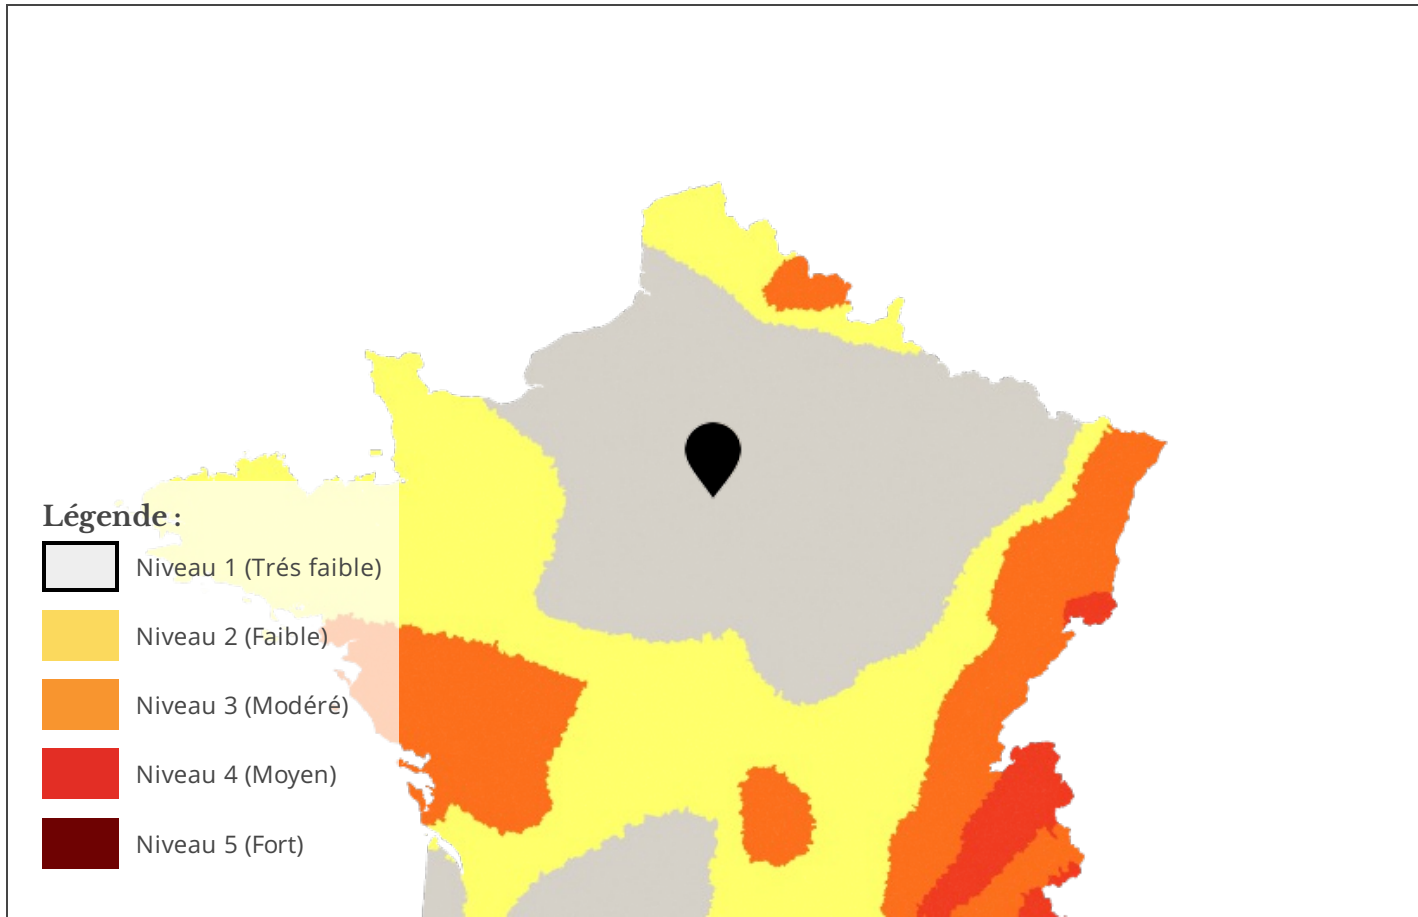 Légende :
Niveau 1 (Trés faible)
Niveau 2 (Faible)
Niveau 3 (Modéré)
Niveau 4 (Moyen)
Niveau 5 (Fort)